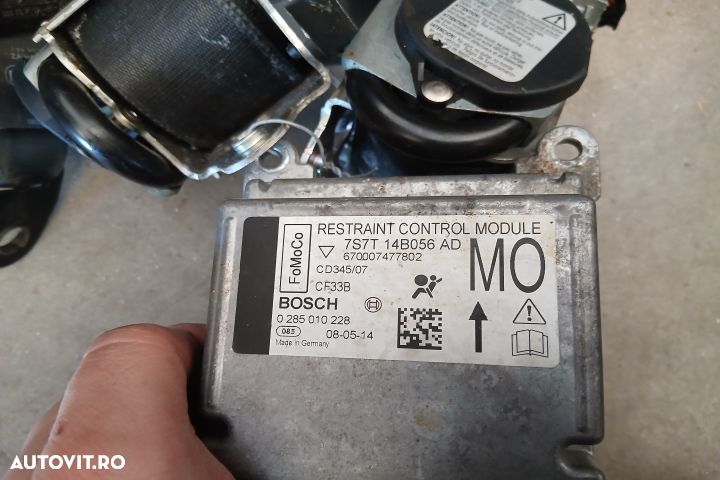 RESTRAINT CONTROL MODULE
FoMoCo
7S7T 14B056 AD
670007477802
CD345/07
CF33B
MO
BOSCH
0 285 010 228
085
08-05-14
Made in Germany
AUTOVIT.RO